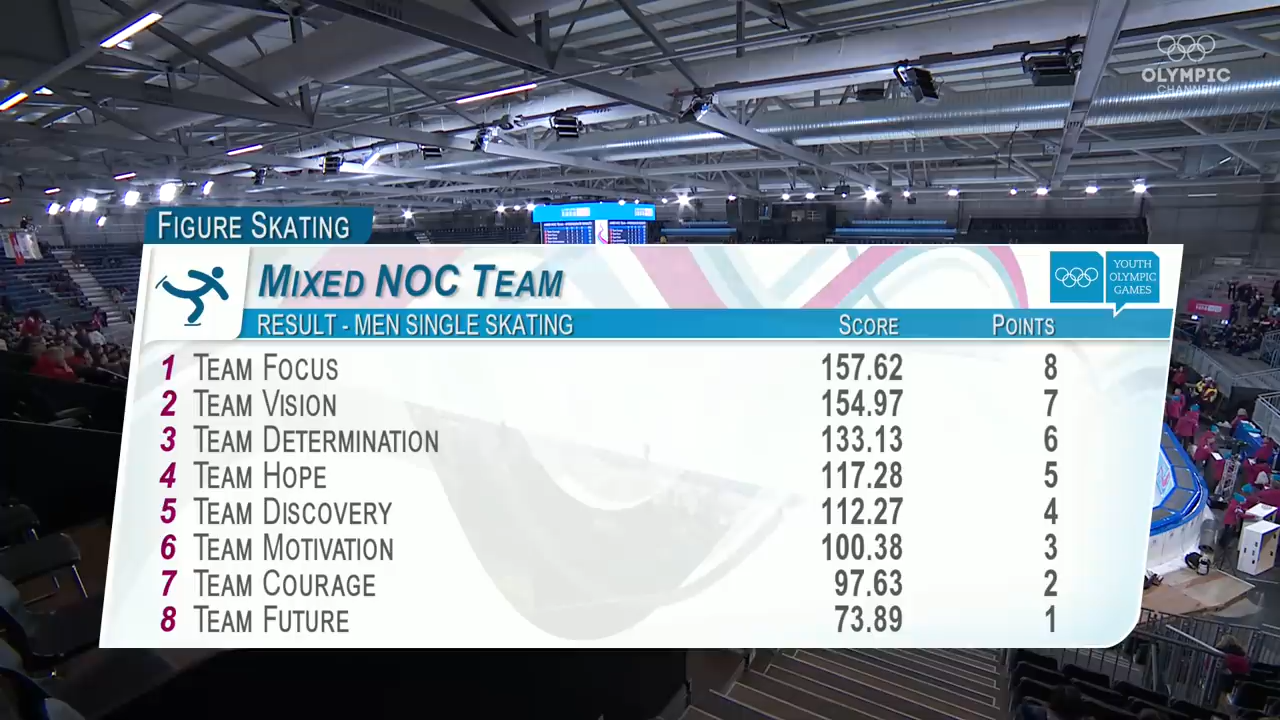 OLYMPIC
CHANNEL
FIGURE SKATING
MIXED NOC TEAM
YOUTH
OLYMPIC
GAMES
RESULT - MEN SINGLE SKATING SCORE POINTS
1 TEAM FOCUS 157.62 8
2 TEAM VISION 154.97 7
3 TEAM DETERMINATION 133.13 6
4 TEAM HOPE 117.28 5
5 TEAM DISCOVERY 112.27 4
6 TEAM MOTIVATION 100.38 3
7 TEAM COURAGE 97.63 2
8 TEAM FUTURE 73.89 1